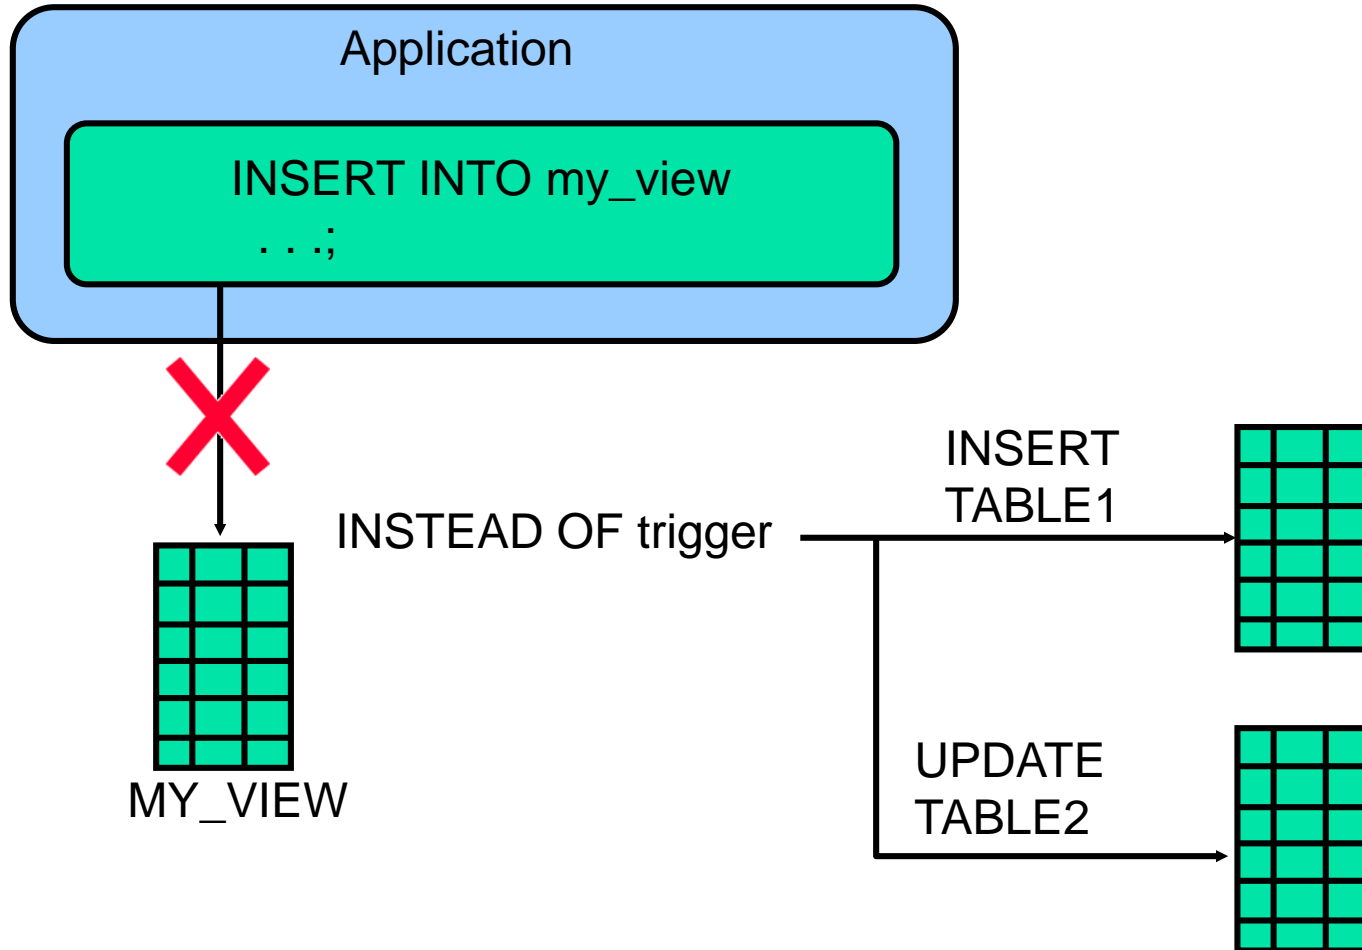 Application
INSERT INTO my_view
. . .;
INSERT
TABLE1
INSTEAD OF trigger
UPDATE
TABLE2
MY_VIEW